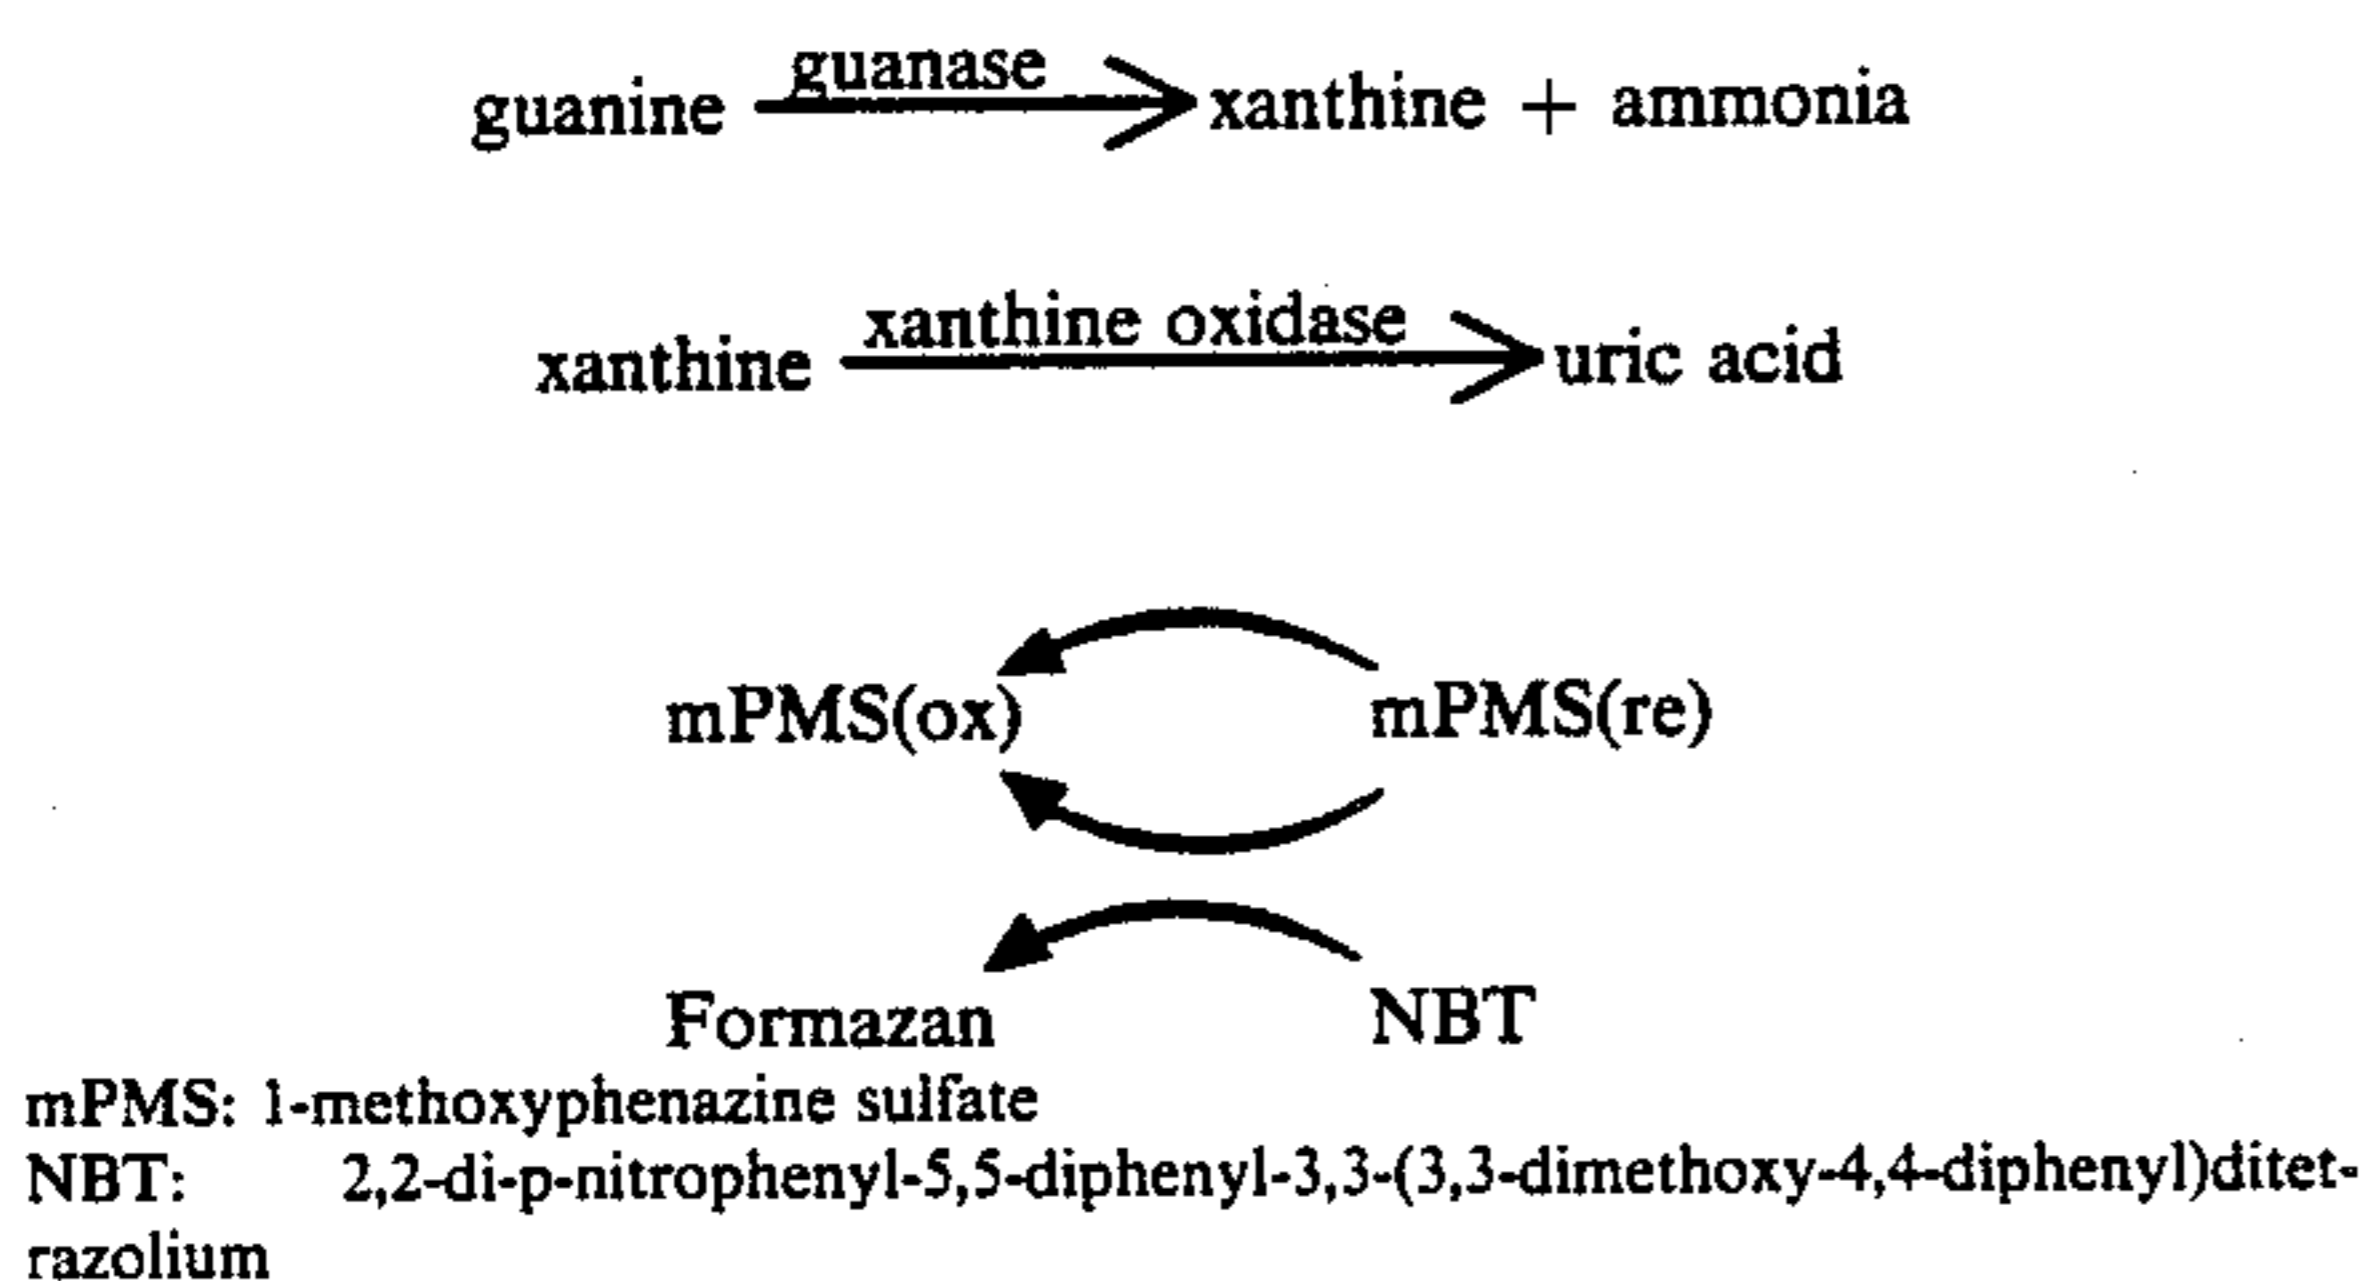 guanase
guanine xanthine + ammonia
xanthine oxidase
xanthine uric acid
mPMS(ox) mPMS(re)
Formazan NBT
mPMS: 1-methoxyphenazine sulfate
NBT: 2,2-di-p-nitrophenyl-5,5-diphenyl-3,3-(3,3-dimethoxy-4,4-diphenyl)ditet-
razolium